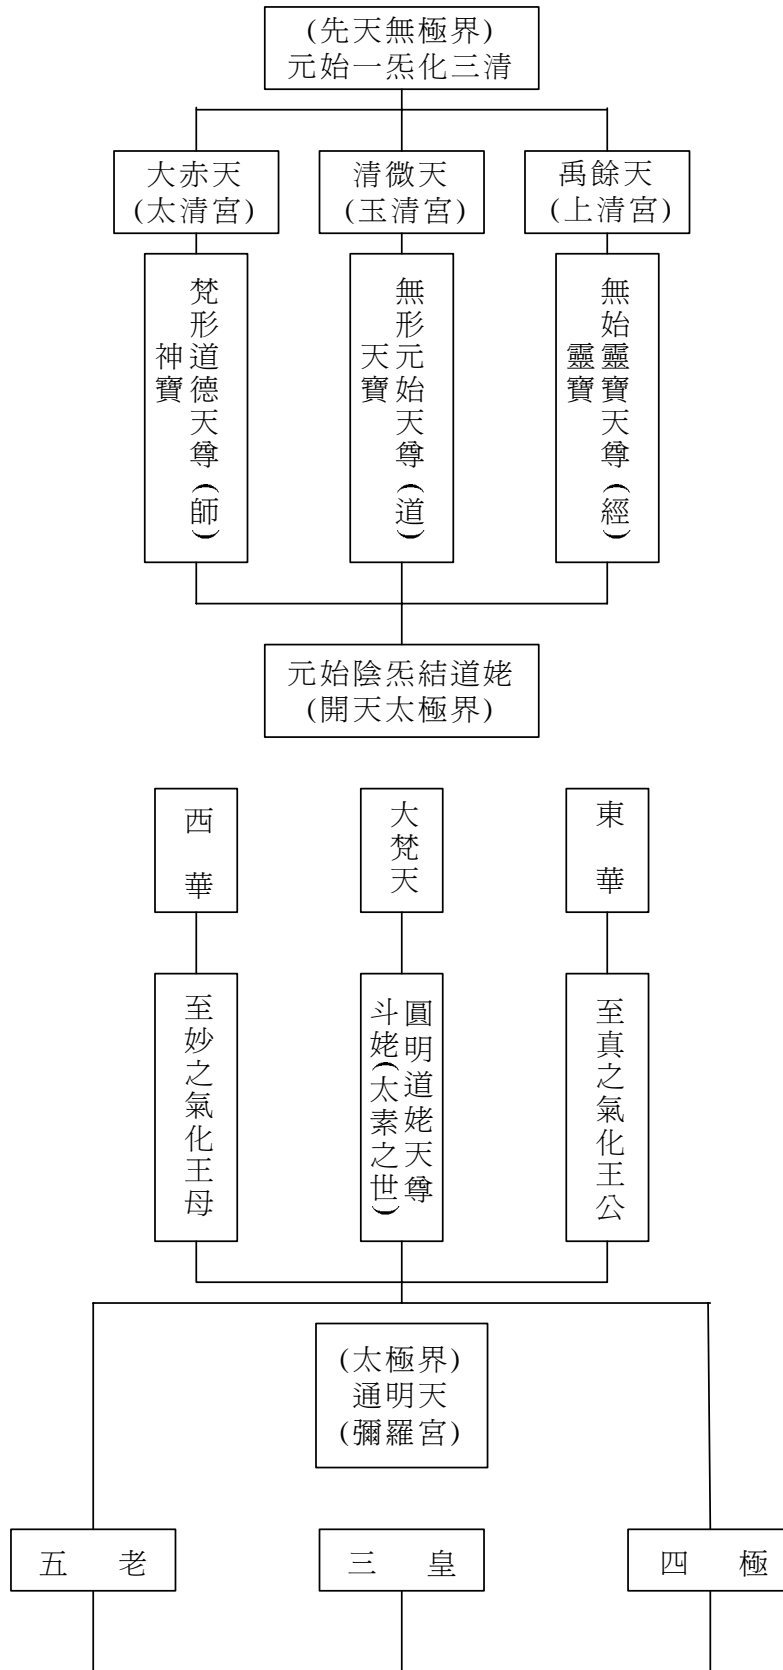 (先天無極界)
元始一炁化三清
大赤天
(太清宮)
清微天
(玉清宮)
禹餘天
(上清宮)
梵形道德天尊(師)
神寶
無形元始天尊(道)
天寶
無始靈寶天尊(經)
靈寶
元始陰炁結道姥
(開天太極界)
西華
大梵天
東華
至妙之氣化王母
圓明道姥天尊
斗姥(太素之世)
至真之氣化王公
(太極界)
通明天
(彌羅宮)
五老
三皇
四極